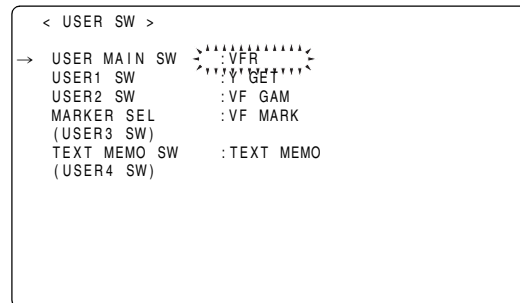 < USER SW >
→ USER MAIN SW :VFR
USER1 SW :Y GET
USER2 SW :VF GAM
MARKER SEL :VF MARK
(USER3 SW)
TEXT MEMO SW :TEXT MEMO
(USER4 SW)